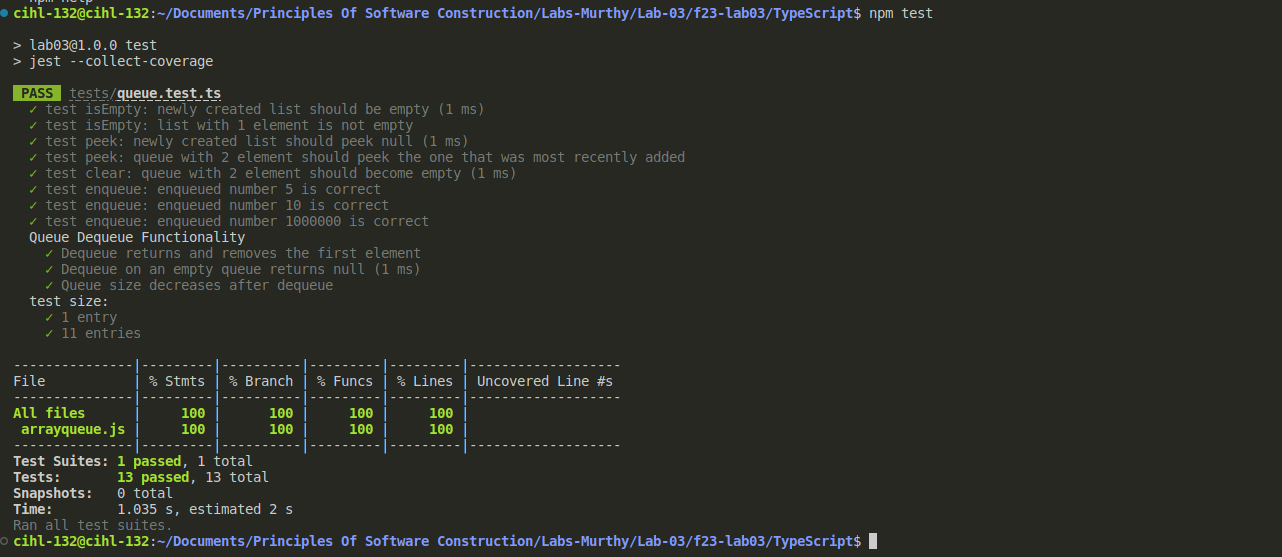 npm help
cihl-132@cihl-132:~/Documents/Principles Of Software Construction/Labs-Murthy/Lab-03/f23-lab03/TypeScript$ npm test
> lab03@1.0.0 test
> jest --collect-coverage
PASS tests/queue.test.ts
✓ test isEmpty: newly created list should be empty (1 ms)
✓ test isEmpty: list with 1 element is not empty
✓ test peek: newly created list should peek null (1 ms)
✓ test peek: queue with 2 element should peek the one that was most recently added
✓ test clear: queue with 2 element should become empty (1 ms)
✓ test enqueue: enqueued number 5 is correct
✓ test enqueue: enqueued number 10 is correct
✓ test enqueue: enqueued number 1000000 is correct
Queue Dequeue Functionality
✓ Dequeue returns and removes the first element
✓ Dequeue on an empty queue returns null (1 ms)
✓ Queue size decreases after dequeue
test size:
✓ 1 entry
✓ 11 entries
---------------|---------|----------|---------|---------|-------------------
File           | % Stmts | % Branch | % Funcs | % Lines | Uncovered Line #s
---------------|---------|----------|---------|---------|-------------------
All files      |     100 |      100 |     100 |     100 |
 arrayqueue.js |     100 |      100 |     100 |     100 |
---------------|---------|----------|---------|---------|-------------------
Test Suites: 1 passed, 1 total
Tests:       13 passed, 13 total
Snapshots:   0 total
Time:        1.035 s, estimated 2 s
Ran all test suites.
cihl-132@cihl-132:~/Documents/Principles Of Software Construction/Labs-Murthy/Lab-03/f23-lab03/TypeScript$